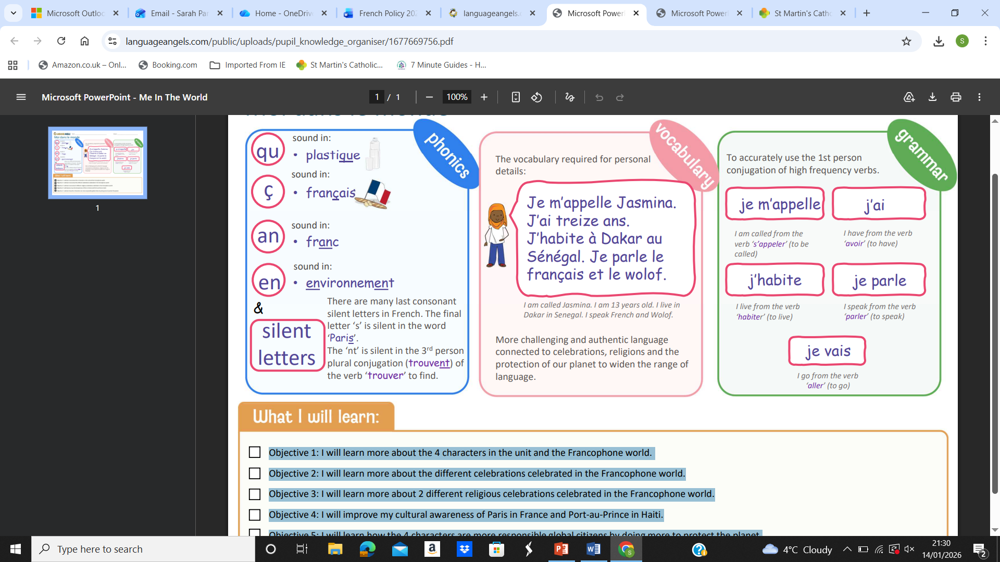 Microsoft Outloo
Email - Sarah Par
Home - OneDrive
French Policy 202
languageangels.c
Microsoft Power
Microsoft Power
St Martin's Catho
languageangels.com/public/uploads/pupil_knowledge_organiser/1677669756.pdf
S
Amazon.co.uk – Onl...
Booking.com
Imported From IE
St Martin's Catholic...
7 Minute Guides - H...
Microsoft PowerPoint - Me In The World
1 / 1
100%
1
Moi dans le monde
phonics
qu
sound in:
• plastique
ç
sound in:
• français
an
sound in:
• franc
en
sound in:
• environnement
&
silent
letters
There are many last consonant
silent letters in French. The final
letter ‘s’ is silent in the word
‘Paris’.
The ‘nt’ is silent in the 3rd person
plural conjugation (trouvent) of
the verb ‘trouver’ to find.
vocabulary
The vocabulary required for personal
details:
Je m’appelle Jasmina.
J’ai treize ans.
J’habite à Dakar au
Sénégal. Je parle le
français et le wolof.
I am called Jasmina. I am 13 years old. I live in
Dakar in Senegal. I speak French and Wolof.
More challenging and authentic language
connected to celebrations, religions and the
protection of our planet to widen the range of
language.
grammar
To accurately use the 1st person
conjugation of high frequency verbs.
je m’appelle
I am called from the
verb ‘s’appeler’ (to be
called)
j’ai
I have from the verb
‘avoir’ (to have)
j’habite
I live from the verb
‘habiter’ (to live)
je parle
I speak from the verb
‘parler’ (to speak)
je vais
I go from the verb
‘aller’ (to go)
What I will learn:
Objective 1: I will learn more about the 4 characters in the unit and the Francophone world.
Objective 2: I will learn more about the different celebrations celebrated in the Francophone world.
Objective 3: I will learn more about 2 different religious celebrations celebrated in the Francophone world.
Objective 4: I will improve my cultural awareness of Paris in France and Port-au-Prince in Haiti.
Objective 5: I will learn how the 4 characters are more responsible global citizens by doing more to protect the planet.
Type here to search
4°C Cloudy
21:30
14/01/2026
2